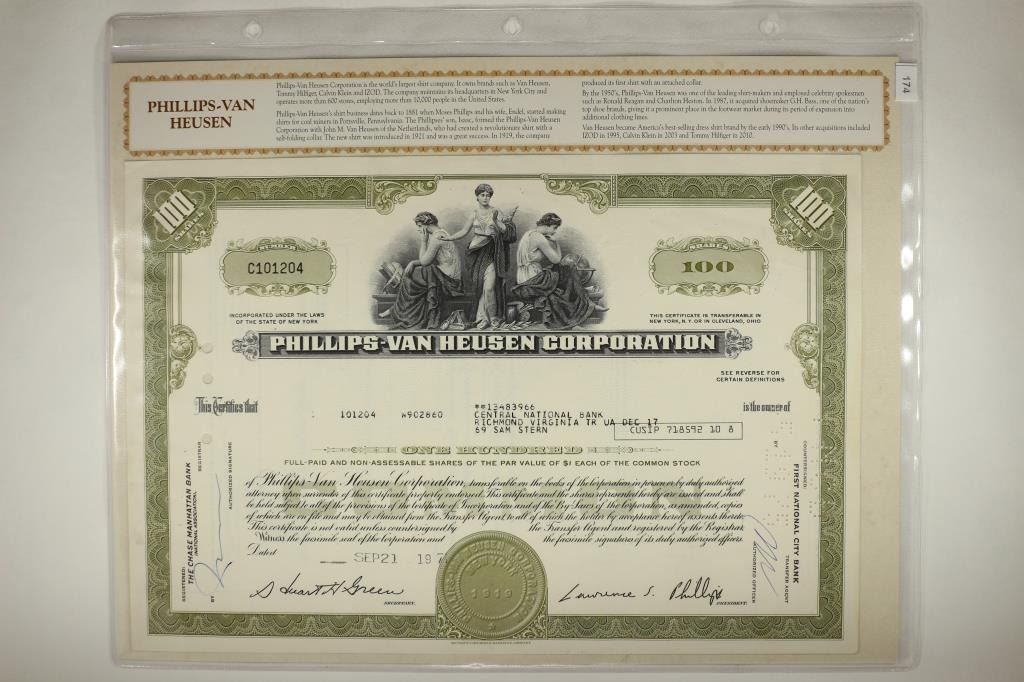 PHILLIPS-VAN
HEUSEN
Phillips-Van Heusen Corporation is the world's largest shirt company. It owns brands such as Van Heusen,
Tommy Hilfiger, Calvin Klein and IZOD. The company maintains its headquarters in New York City and
operates more than 600 stores, employing more than 10,000 people in the United States.
Phillips-Van Heusen's shirt business dates back to 1881 when Moses Phillips and his wife, Endel, started making
shirts for coal miners in Pottsville, Pennsylvania. The Phillipses' son, Isaac, formed the Phillips-Van Heusen
Corporation with John M. Van Heusen of the Netherlands, who had created a revolutionary shirt with a
self-folding collar. The new shirt was introduced in 1921 and was a great success. In 1919, the company
produced its first shirt with an attached collar.
By the 1950's, Phillips-Van Heusen was one of the leading shirt-makers and employed celebrity spokesmen
such as Ronald Reagan and Charlton Heston. In 1987, it acquired shoemaker G.H. Bass, one of the nation's
top shoe brands, giving it a prominent place in the footwear market during its period of expansion into
additional clothing lines.
Van Heusen became America's best-selling dress shirt brand by the early 1990's. Its other acquisitions included
IZOD in 1995, Calvin Klein in 2003 and Tommy Hilfiger in 2010.
174
100
SHARES
100
SHARES
NUMBER
C101204
SHARES
100
INCORPORATED UNDER THE LAWS
OF THE STATE OF NEW YORK
THIS CERTIFICATE IS TRANSFERABLE IN
NEW YORK, N.Y. OR IN CLEVELAND, OHIO
PHILLIPS-VAN HEUSEN CORPORATION
SEE REVERSE FOR
CERTAIN DEFINITIONS
This Certifies that
is the owner of
101204 W902860
**13483966
CENTRAL NATIONAL BANK
RICHMOND VIRGINIA TR UA DEC 17
69 SAM STERN
CUSIP 718592 10 8
ONE HUNDRED
FULL-PAID AND NON-ASSESSABLE SHARES OF THE PAR VALUE OF $1 EACH OF THE COMMON STOCK
of Phillips-Van Heusen Corporation, transferable on the books of the Corporation in person or by duly authorized
attorney upon surrender of this certificate properly endorsed. This certificate and the shares represented hereby are issued and shall
be held subject to all of the provisions of the Certificate of Incorporation and of the By-Laws of the Corporation, as amended, copies
of which are on file and may be obtained from the Transfer Agent, to all of which the holder by acceptance hereof assents thereto.
This certificate is not valid unless countersigned by the Transfer Agent and registered by the Registrar.
Witness the facsimile seal of the Corporation and the facsimile signatures of its duly authorized officers.
Dated
SEP 21 197
1919
Stuart H Green
SECRETARY.
Lawrence S. Phillips
PRESIDENT.
REGISTERED:
THE CHASE MANHATTAN BANK
(NATIONAL ASSOCIATION),
REGISTRAR
BY
AUTHORIZED SIGNATURE
COUNTERSIGNED:
FIRST NATIONAL CITY BANK
TRANSFER AGENT
BY
AUTHORIZED OFFICER